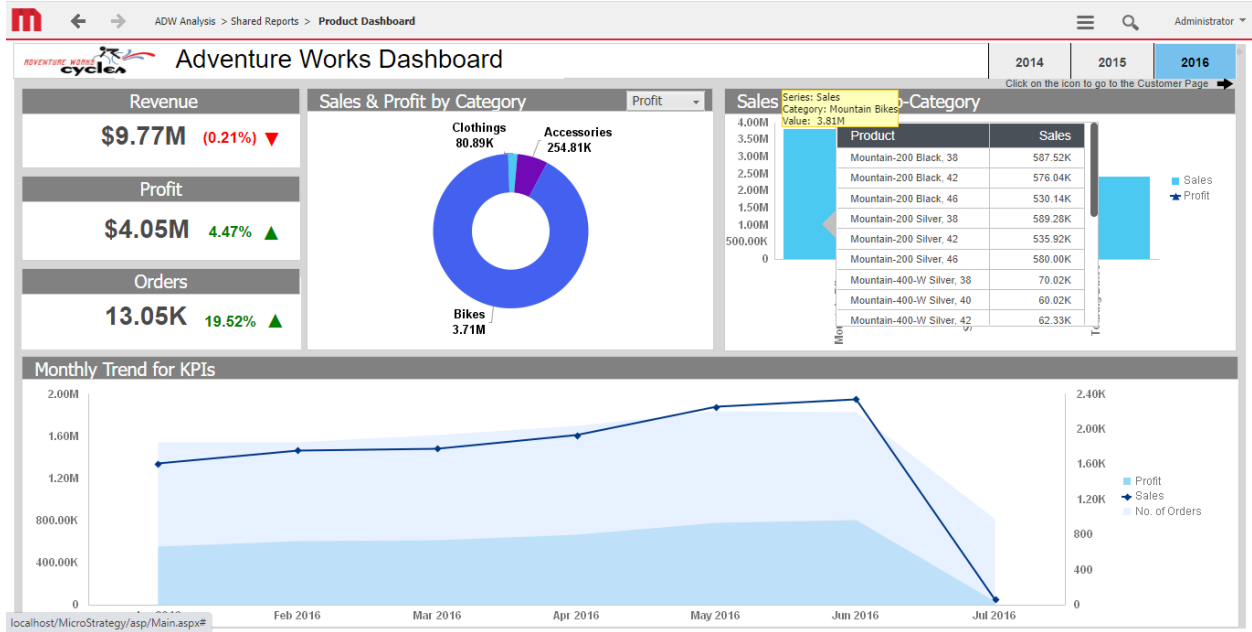 ADW Analysis > Shared Reports > Product Dashboard
Administrator
ADVENTURE WORKS
cycles
Adventure Works Dashboard
2014
2015
2016
Click on the icon to go to the Customer Page
Revenue
$9.77M (0.21%)
Profit
$4.05M 4.47%
Orders
13.05K 19.52%
Sales & Profit by Category
Profit
Clothings
80.89K
Accessories
254.81K
Bikes
3.71M
Sales
-Category
Series: Sales
Category: Mountain Bikes
Value: 3.81M
4.00M
3.50M
3.00M
2.50M
2.00M
1.50M
1.00M
500.00K
0
Product Sales
Mountain-200 Black, 38 587.52K
Mountain-200 Black, 42 576.04K
Mountain-200 Black, 46 530.14K
Mountain-200 Silver, 38 589.28K
Mountain-200 Silver, 42 535.92K
Mountain-200 Silver, 46 580.00K
Mountain-400-W Silver, 38 70.02K
Mountain-400-W Silver, 40 60.02K
Mountain-400-W Silver, 42 62.33K
Sales
Profit
Monthly Trend for KPIs
2.00M
1.60M
1.20M
800.00K
400.00K
0
2.40K
2.00K
1.60K
1.20K
800
400
0
Profit
Sales
No. of Orders
Feb 2016
Mar 2016
Apr 2016
May 2016
Jun 2016
Jul 2016
localhost/MicroStrategy/asp/Main.aspx#